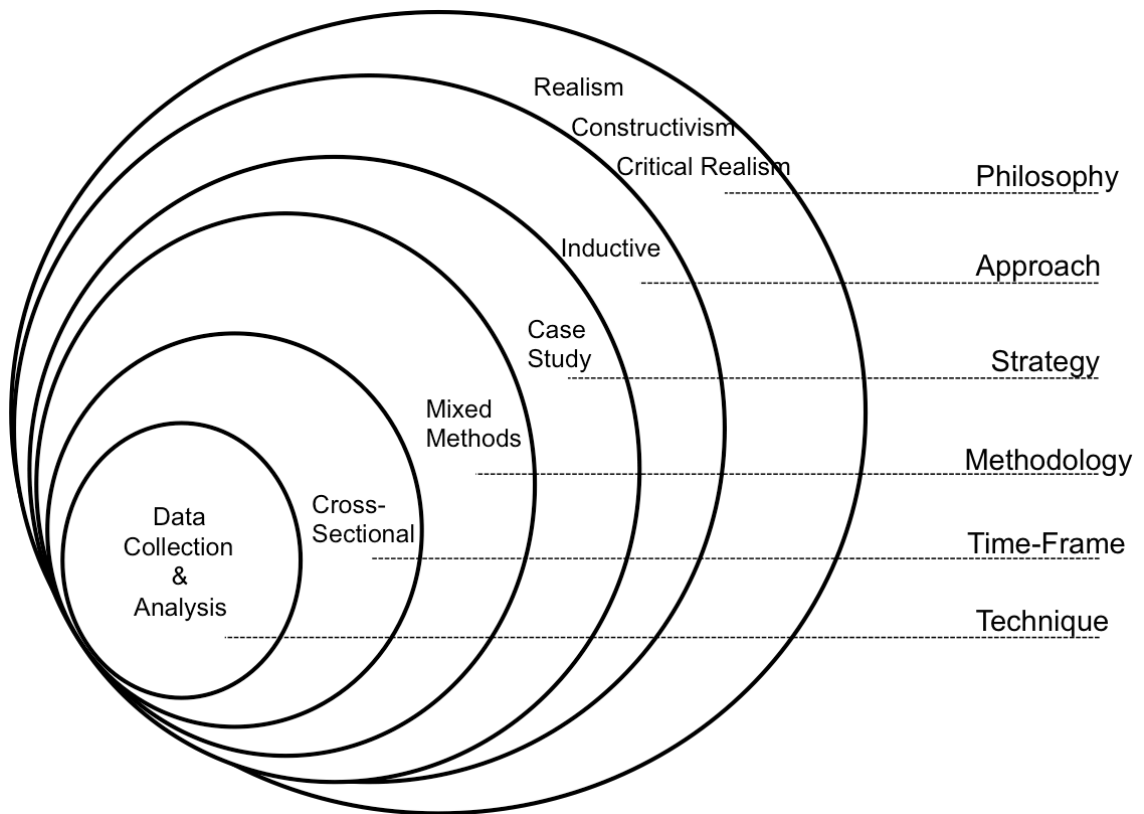 Realism
Constructivism
Critical Realism
Philosophy
Inductive
Approach
Case
Study
Strategy
Mixed
Methods
Methodology
Cross-
Sectional
Time-Frame
Data
Collection
&
Analysis
Technique